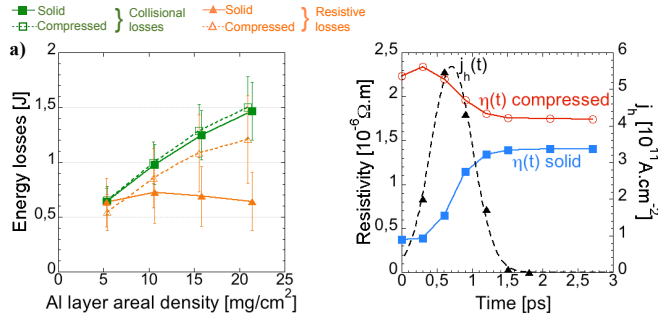 Solid
Compressed
Collisional
losses
Solid
Compressed
Resistive
losses
a)
Energy losses [J]
2
1,5
1
0,5
0
0 5 10 15 20 25
Al layer areal density [mg/cm²]
Resistivity [10⁻⁶Ω.m]
2,5
2
1.5
1
0,5
0
0 0,5 1 1,5 2 2,5 3
Time [ps]
j_h(t)
η(t) compressed
η(t) solid
6
5
4
3
2
1
0
j_h [10¹¹A.cm⁻²]